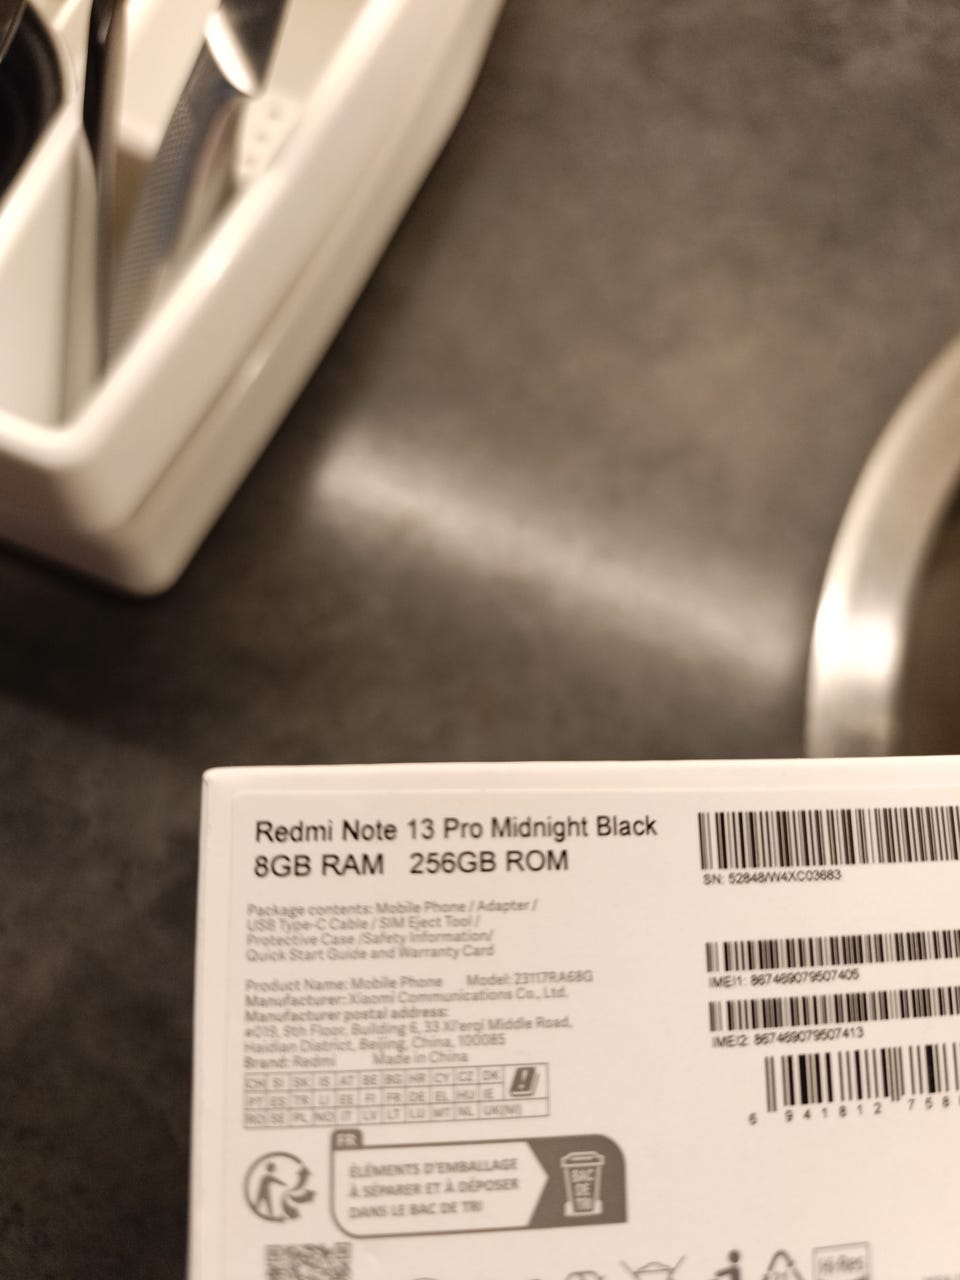 Redmi Note 13 Pro Midnight Black
8GB RAM 256GB ROM
Package contents: Mobile Phone / Adapter /
USB Type-C Cable / SIM Eject Tool /
Protective Case /Safety Information/
Quick Start Guide and Warranty Card
Product Name: Mobile Phone Model: 23117RA68G
Manufacturer: Xiaomi Communications Co., Ltd.
Manufacturer postal address:
#019, 9th Floor, Building 6, 33 Xi'erqi Middle Road,
Haidian District, Beijing, China, 100085
Brand: Redmi Made in China
CH SI SK IS AT BE BG HR CY CZ DK
PT ES TR LI EE FI FR DE EL HU IE
RO SE PL NO IT LV LT LU MT NL UK(NI)
FR
ÉLÉMENTS D'EMBALLAGE
À SÉPARER ET À DÉPOSER
DANS LE BAC DE TRI
BAC
DE
TRI
SN: 52848/W4XC03683
IMEI1: 867469079507405
IMEI2: 867469079507413
6 941812 758
Hi-Res